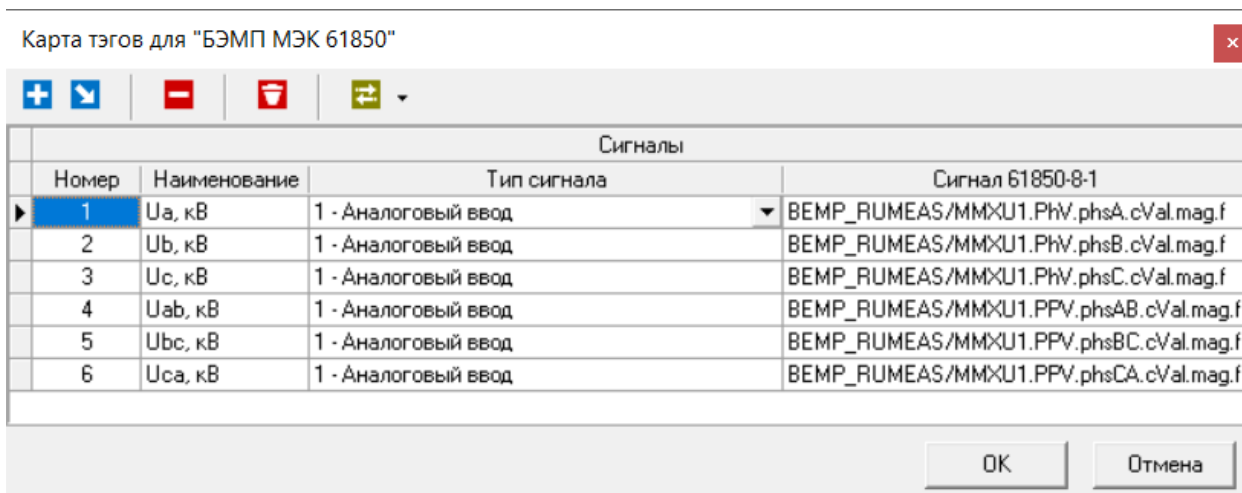 Карта тэгов для "БЭМП МЭК 61850"
Сигналы
Номер Наименование Тип сигнала Сигнал 61850-8-1
1 Ua, кВ 1 - Аналоговый ввод BEMP_RUMEAS/MMXU1.PhV.phsA.cVal.mag.f
2 Ub, кВ 1 - Аналоговый ввод BEMP_RUMEAS/MMXU1.PhV.phsB.cVal.mag.f
3 Uc, кВ 1 - Аналоговый ввод BEMP_RUMEAS/MMXU1.PhV.phsC.cVal.mag.f
4 Uab, кВ 1 - Аналоговый ввод BEMP_RUMEAS/MMXU1.PPV.phsAB.cVal.mag.f
5 Ubc, кВ 1 - Аналоговый ввод BEMP_RUMEAS/MMXU1.PPV.phsBC.cVal.mag.f
6 Uca, кВ 1 - Аналоговый ввод BEMP_RUMEAS/MMXU1.PPV.phsCA.cVal.mag.f
OK Отмена